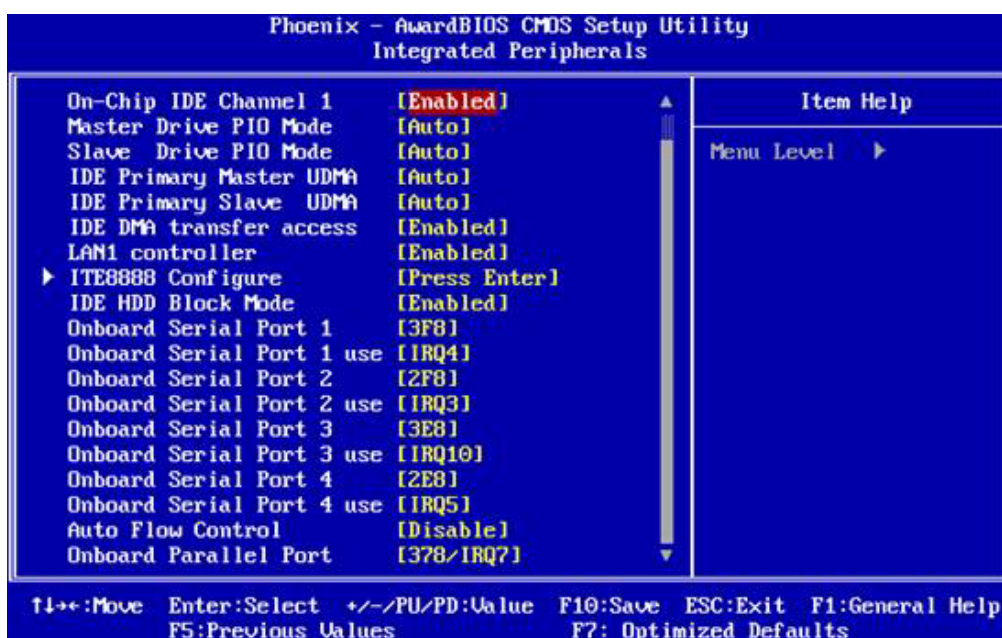 Phoenix - AwardBIOS CMOS Setup Utility
Integrated Peripherals
On-Chip IDE Channel 1 [Enabled]
Master Drive PIO Mode [Auto]
Slave Drive PIO Mode [Auto]
IDE Primary Master UDMA [Auto]
IDE Primary Slave UDMA [Auto]
IDE DMA transfer access [Enabled]
LAN1 controller [Enabled]
ITE8888 Configure [Press Enter]
IDE HDD Block Mode [Enabled]
Onboard Serial Port 1 [3F8]
Onboard Serial Port 1 use [IRQ4]
Onboard Serial Port 2 [2F8]
Onboard Serial Port 2 use [IRQ3]
Onboard Serial Port 3 [3E8]
Onboard Serial Port 3 use [IRQ10]
Onboard Serial Port 4 [2E8]
Onboard Serial Port 4 use [IRQ5]
Auto Flow Control [Disable]
Onboard Parallel Port [378/IRQ7]
Item Help
Menu Level ▶
↑↓→←:Move Enter:Select +/-/PU/PD:Value F10:Save ESC:Exit F1:General Help
F5:Previous Values F7: Optimized Defaults